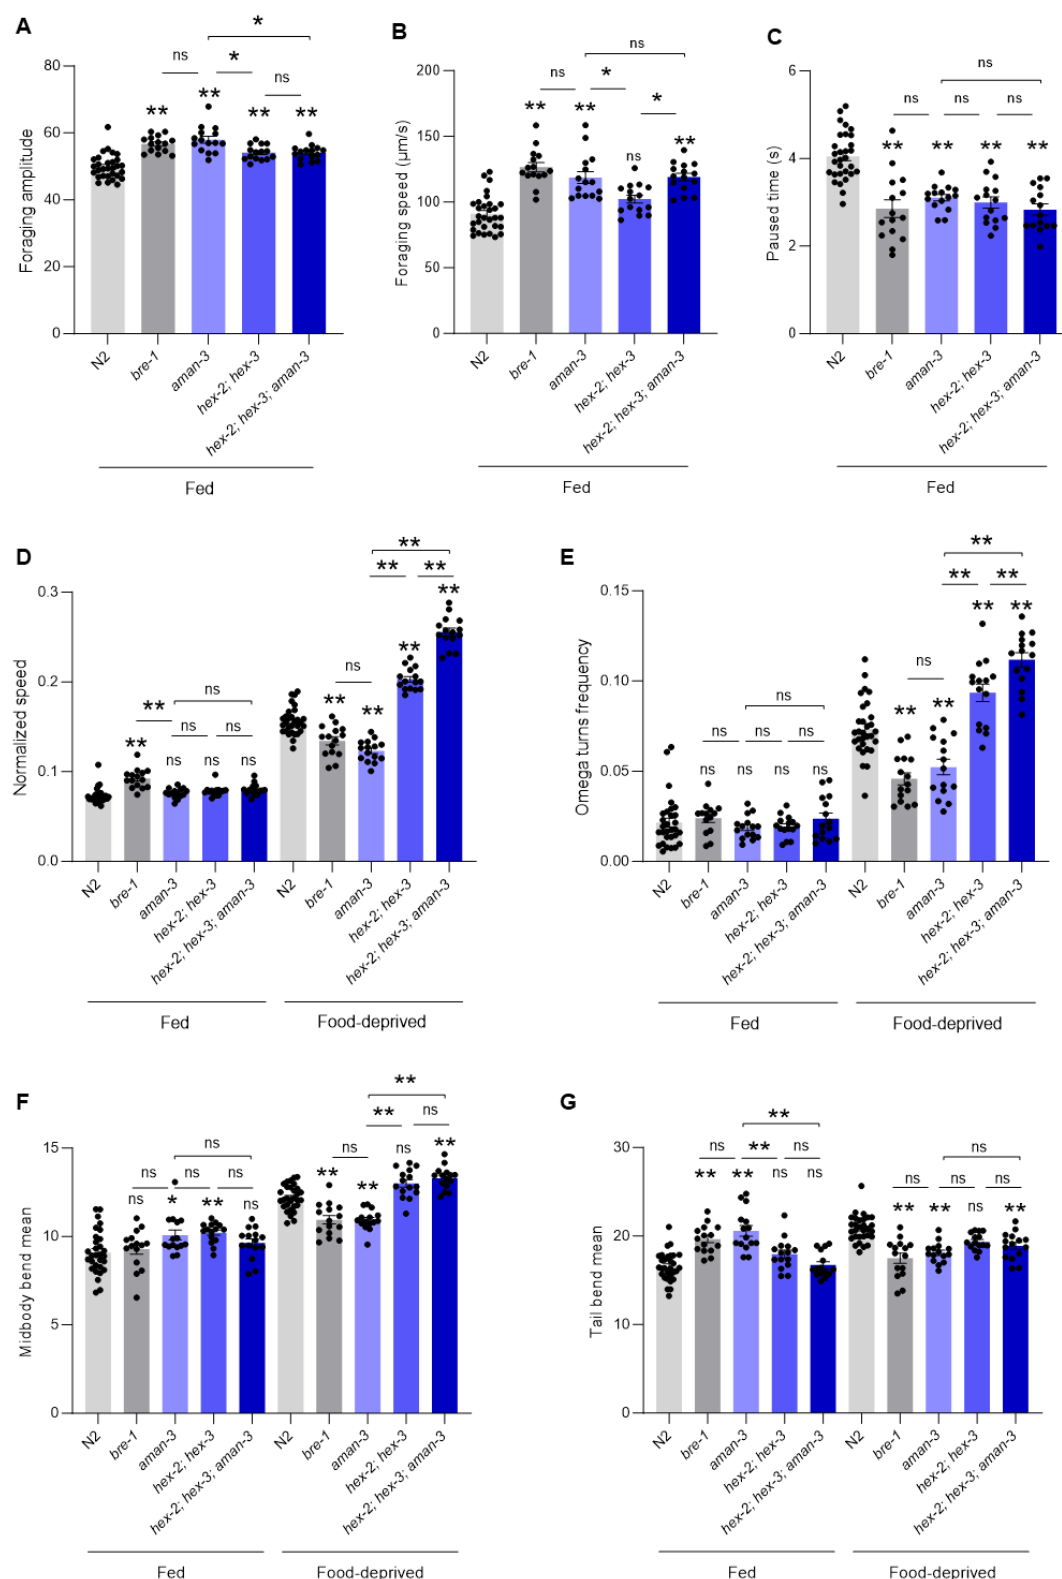 A
B
C
*
ns
*
ns
**
**
**
**
80
60
40
20
0
Foraging amplitude
N2
bre-1
aman-3
hex-2; hex-3
hex-2; hex-3; aman-3
Fed
ns
ns
*
*
**
**
ns
**
200
150
100
50
0
Foraging speed (µm/s)
N2
bre-1
aman-3
hex-2; hex-3
hex-2; hex-3; aman-3
Fed
ns
ns
ns
ns
**
**
**
**
6
4
2
0
Paused time (s)
N2
bre-1
aman-3
hex-2; hex-3
hex-2; hex-3; aman-3
Fed
D
**
**
**
**
**
ns
**
**
ns
**
ns
ns
**
ns
ns
ns
0.3
0.2
0.1
0.0
Normalized speed
N2
bre-1
aman-3
hex-2; hex-3
hex-2; hex-3; aman-3
N2
bre-1
aman-3
hex-2; hex-3
hex-2; hex-3; aman-3
Fed
Food-deprived
E
**
**
**
**
**
ns
**
**
ns
ns
ns
ns
ns
ns
ns
ns
0.15
0.10
0.05
0.00
Omega turns frequency
N2
bre-1
aman-3
hex-2; hex-3
hex-2; hex-3; aman-3
N2
bre-1
aman-3
hex-2; hex-3
hex-2; hex-3; aman-3
Fed
Food-deprived
F
**
**
ns
ns
ns
**
**
ns
**
ns
ns
ns
ns
ns
*
**
ns
15
10
5
0
Midbody bend mean
N2
bre-1
aman-3
hex-2; hex-3
hex-2; hex-3; aman-3
N2
bre-1
aman-3
hex-2; hex-3
hex-2; hex-3; aman-3
Fed
Food-deprived
G
**
ns
**
ns
**
**
ns
ns
ns
ns
ns
ns
**
**
ns
**
30
20
10
0
Tail bend mean
N2
bre-1
aman-3
hex-2; hex-3
hex-2; hex-3; aman-3
N2
bre-1
aman-3
hex-2; hex-3
hex-2; hex-3; aman-3
Fed
Food-deprived